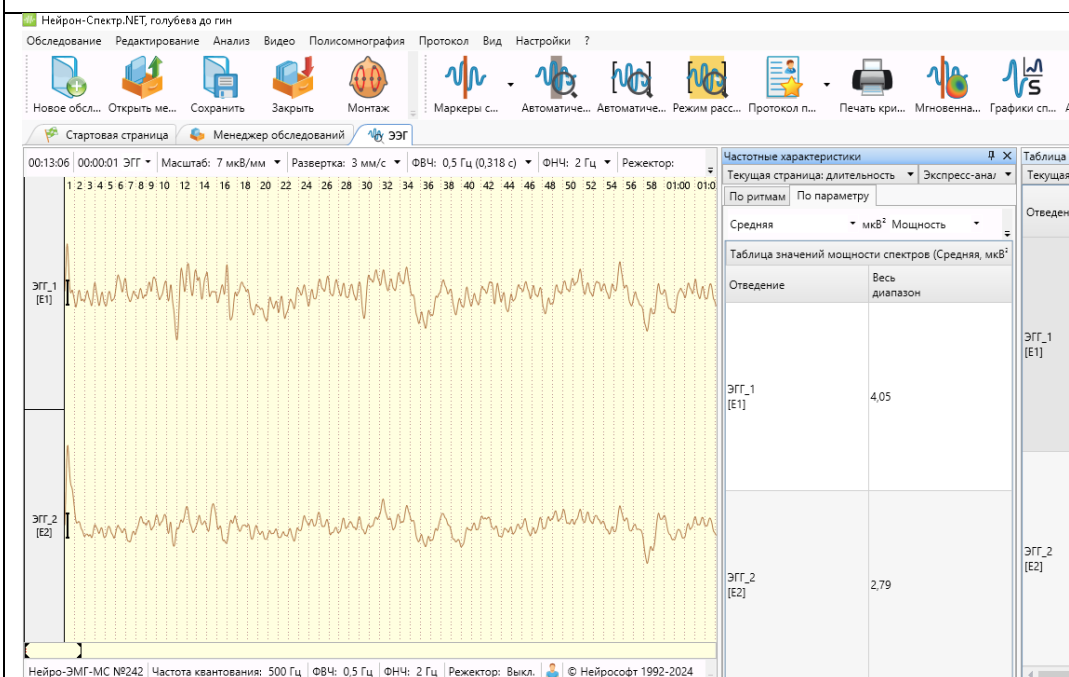 Нейрон-Спектр.NET, голубева до гин
Обследование Редактирование Анализ Видео Полисомнография Протокол Вид Настройки ?
Новое обсл... Открыть ме... Сохранить Закрыть Монтаж Маркеры с... Автоматиче... Автоматиче... Режим расс... Протокол п... Печать кри... Мгновенна... Графики сп...
Стартовая страница Менеджер обследований ЭЭГ
00:13:06 00:00:01 ЭГГ Масштаб: 7 мкВ/мм Развертка: 3 мм/с ФВЧ: 0,5 Гц (0,318 с) ФНЧ: 2 Гц Режектор:
1 2 3 4 5 6 7 8 9 10 12 14 16 18 20 22 24 26 28 30 32 34 36 38 40 42 44 46 48 50 52 54 56 58 01:00 01:0
ЭГГ_1
[E1]
ЭГГ_2
[E2]
Частотные характеристики
Текущая страница: длительность Экспресс-анал
По ритмам По параметру
Средняя мкВ² Мощность
Таблица значений мощности спектров (Средняя, мкВ²
Отведение Весь
диапазон
ЭГГ_1
[E1] 4,05
ЭГГ_2
[E2] 2,79
Таблица
Текущая
Отведен
ЭГГ_1
[E1]
ЭГГ_2
[E2]
Нейро-ЭМГ-МС №242 Частота квантования: 500 Гц ФВЧ: 0,5 Гц ФНЧ: 2 Гц Режектор: Выкл. © Нейрософт 1992-2024